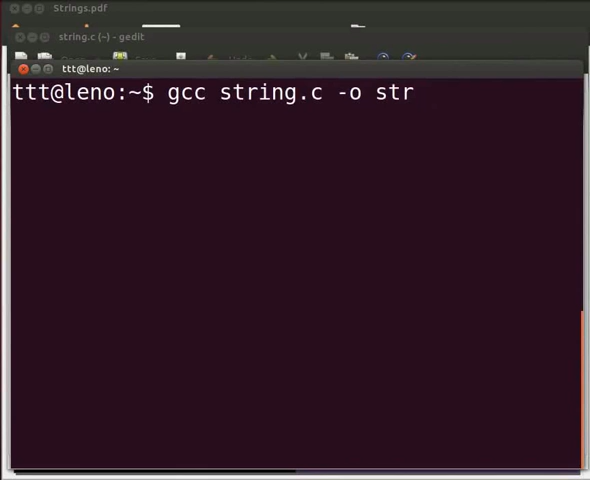 Strings.pdf
string.c (~) - gedit
ttt@leno: ~
ttt@leno:~$ gcc string.c -o str